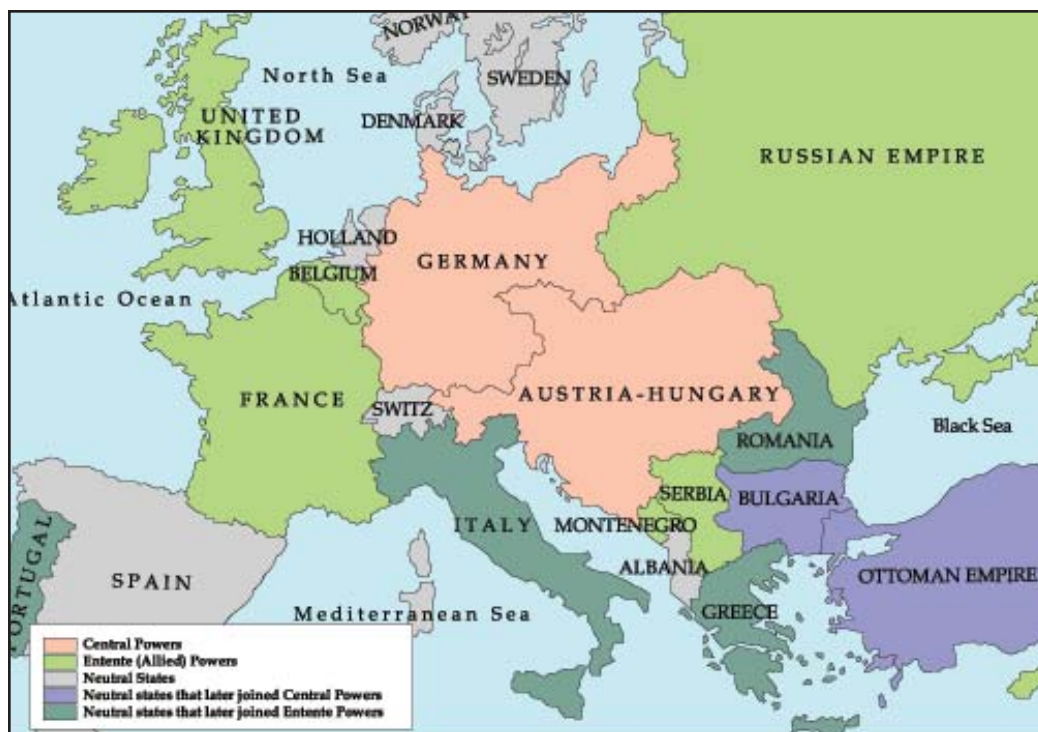 NORWAY
North Sea
SWEDEN
UNITED
KINGDOM
DENMARK
RUSSIAN EMPIRE
HOLLAND
BELGIUM
GERMANY
Atlantic Ocean
FRANCE
SWITZ
AUSTRIA-HUNGARY
Black Sea
ROMANIA
SERBIA
BULGARIA
ITALY
MONTENEGRO
ALBANIA
OTTOMAN EMPIRE
PORTUGAL
SPAIN
GREECE
Mediterranean Sea
Central Powers
Entente (Allied) Powers
Neutral States
Neutral states that later joined Central Powers
Neutral states that later joined Entente Powers